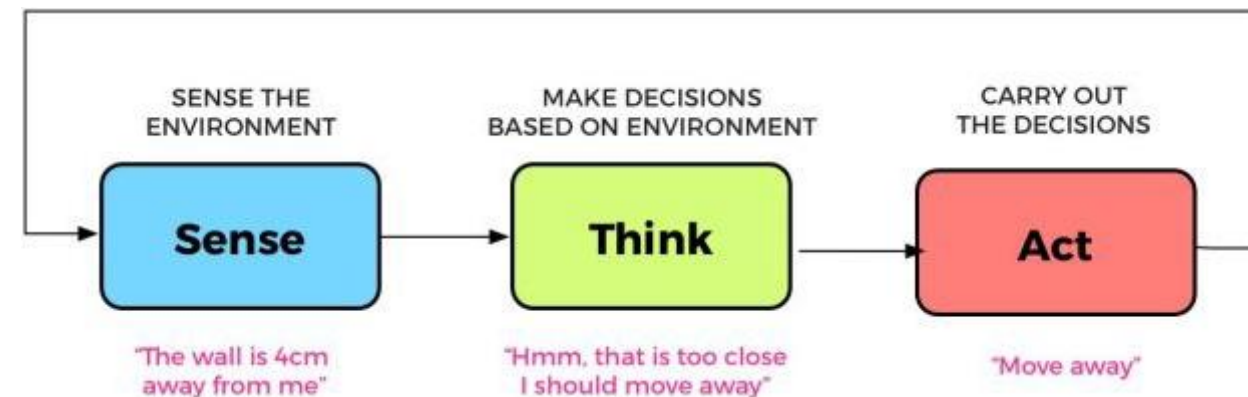 SENSE THE
ENVIRONMENT
Sense
"The wall is 4cm
away from me"
MAKE DECISIONS
BASED ON ENVIRONMENT
Think
"Hmm, that is too close
I should move away"
CARRY OUT
THE DECISIONS
Act
"Move away"